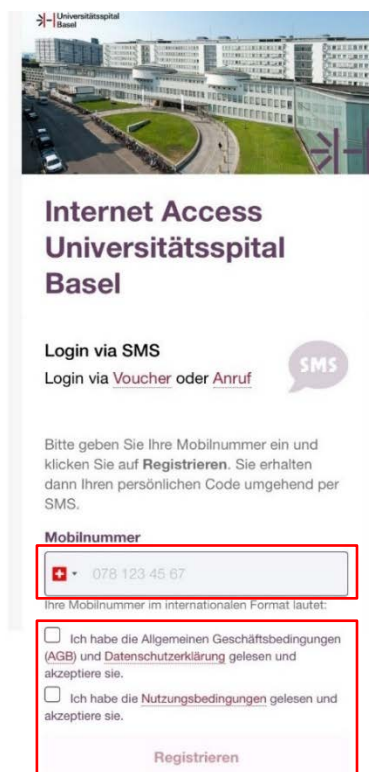 Universitätsspital
Basel
Internet Access
Universitätsspital
Basel
Login via SMS
SMS
Login via Voucher oder Anruf
Bitte geben Sie Ihre Mobilnummer ein und
klicken Sie auf Registrieren. Sie erhalten
dann Ihren persönlichen Code umgehend per
SMS.
Mobilnummer
078 123 45 67
Ihre Mobilnummer im internationalen Format lautet:
Ich habe die Allgemeinen Geschäftsbedingungen
(AGB) und Datenschutzerklärung gelesen und
akzeptiere sie.
Ich habe die Nutzungsbedingungen gelesen und
akzeptiere sie.
Registrieren